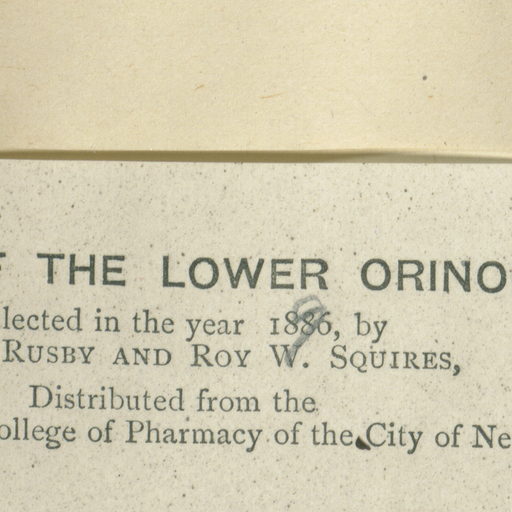 THE LOWER ORINO
lected in the year 1886, by
RUSBY AND ROY W. SQUIRES,
Distributed from the
ollege of Pharmacy of the City of Ne